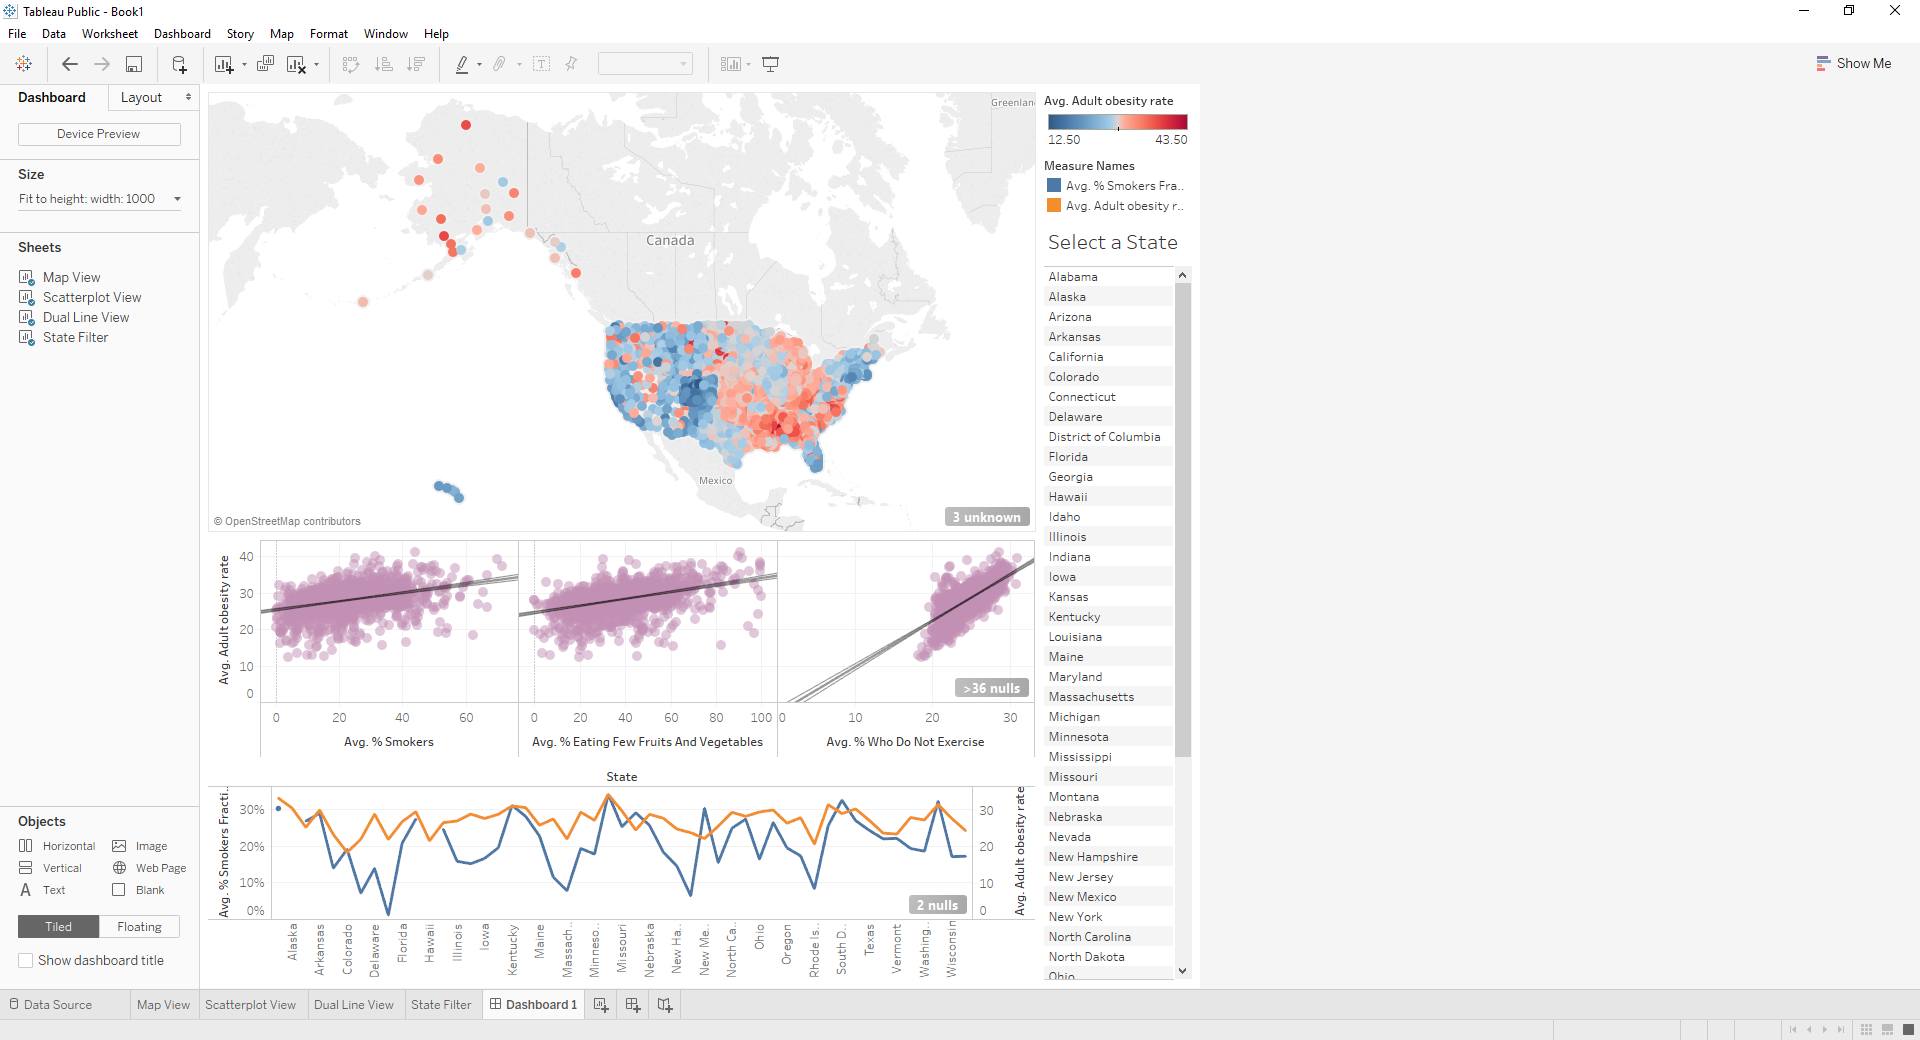 Tableau Public - Book1
File Data Worksheet Dashboard Story Map Format Window Help
Show Me
Dashboard Layout
Device Preview
Size
Fit to height: width: 1000
Sheets
Map View
Scatterplot View
Dual Line View
State Filter
Objects
Horizontal Image
Vertical Web Page
Text Blank
Tiled Floating
Show dashboard title
Greenlan
Canada
Mexico
© OpenStreetMap contributors
3 unknown
Avg. Adult obesity rate
40
30
20
10
0
>36 nulls
0 20 40 60
0 20 40 60 80 100
0 10 20 30
Avg. % Smokers
Avg. % Eating Few Fruits And Vegetables
Avg. % Who Do Not Exercise
State
Avg. % Smokers Fracti..
30%
20%
10%
0%
30
20
10
0
Avg. Adult obesity rate
2 nulls
Alaska
Arkansas
Colorado
Delaware
Florida
Hawaii
Illinois
Iowa
Kentucky
Maine
Massach..
Minneso..
Missouri
Nebraska
New Ha..
New Me..
North Ca..
Ohio
Oregon
Rhode Is..
South D..
Texas
Vermont
Washing..
Wisconsin
Avg. Adult obesity rate
12.50 43.50
Measure Names
Avg. % Smokers Fra..
Avg. Adult obesity r..
Select a State
Alabama
Alaska
Arizona
Arkansas
California
Colorado
Connecticut
Delaware
District of Columbia
Florida
Georgia
Hawaii
Idaho
Illinois
Indiana
Iowa
Kansas
Kentucky
Louisiana
Maine
Maryland
Massachusetts
Michigan
Minnesota
Mississippi
Missouri
Montana
Nebraska
Nevada
New Hampshire
New Jersey
New Mexico
New York
North Carolina
North Dakota
Ohio
Data Source Map View Scatterplot View Dual Line View State Filter Dashboard 1